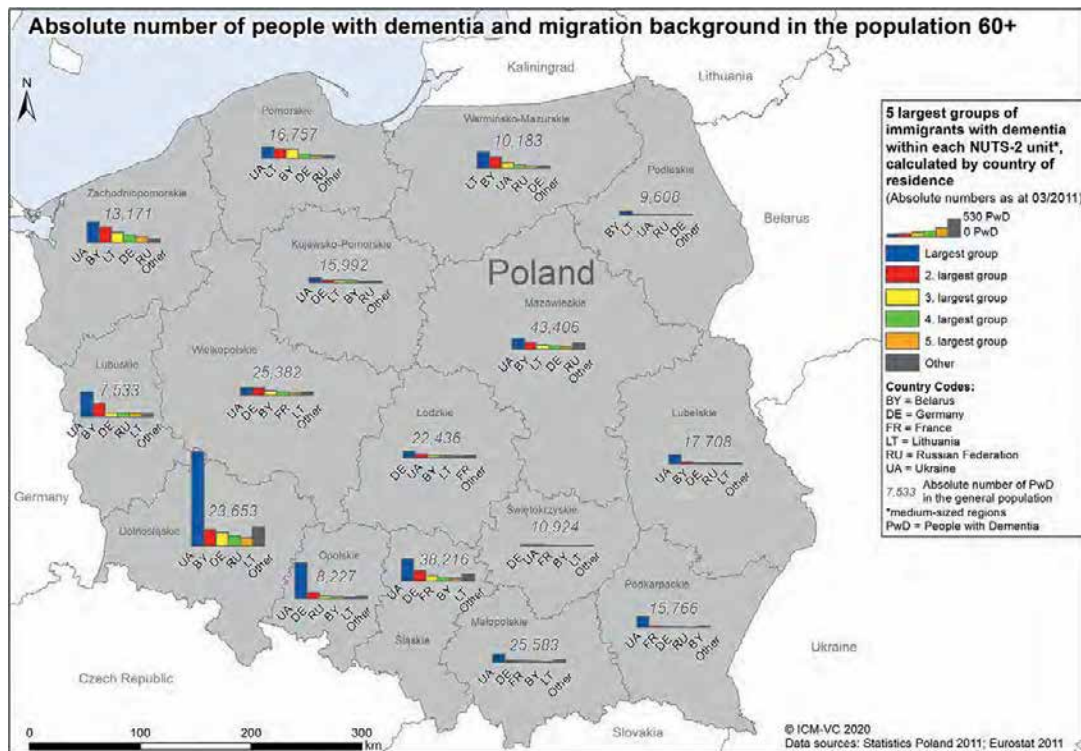 Absolute number of people with dementia and migration background in the population 60+
Kaliningrad
Lithuania
N
Pomorskie
16,757
UA LT BY DE RU Other
Warmińsko-Mazurskie
10,183
LT BY UA RU DE Other
Podlaskie
9,608
BY LT UA RU DE Other
Belarus
Zachodniopomorskie
13,171
UA BY LT DE RU Other
Kujawsko-Pomorskie
15,992
UA DE LT BY RU Other
Poland
Mazowieckie
43,406
UA BY LT DE RU Other
Lubuskie
7,533
UA BY DE RU LT Other
Wielkopolskie
25,382
UA DE BY FR LT Other
Łódzkie
22,436
DE UA BY LT FR Other
Lubelskie
17,708
UA BY DE RU LT Other
Germany
Dolnośląskie
23,653
UA BY DE RU LT Other
Opolskie
8,227
UA DE RU BY LT Other
38,216
UA DE FR BY LT Other
Śląskie
Świętokrzyskie
10,924
DE UA FR BY LT Other
Małopolskie
25,583
UA DE FR BY LT Other
Podkarpackie
15,766
UA FR DE RU BY Other
Ukraine
Czech Republic
Slovakia
0 100 200 300
km
5 largest groups of
immigrants with dementia
within each NUTS-2 unit*,
calculated by country of
residence
(Absolute numbers as at 03/2011)
530 PwD
0 PwD
Largest group
2. largest group
3. largest group
4. largest group
5. largest group
Other
Country Codes:
BY = Belarus
DE = Germany
FR = France
LT = Lithuania
RU = Russian Federation
UA = Ukraine
7.533 Absolute number of PwD
in the general population
*medium-sized regions
PwD = People with Dementia
© ICM-VC 2020
Data sources: Statistics Poland 2011; Eurostat 2011